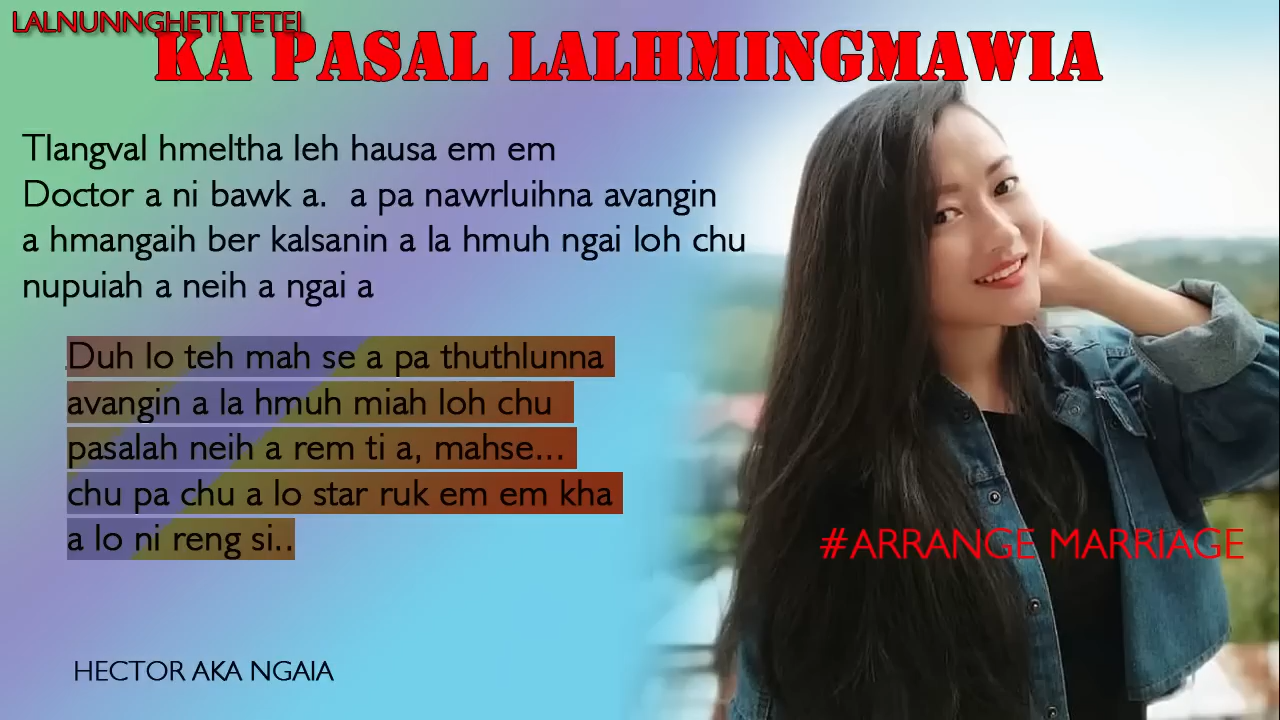 LALNUNNGHETI TETEI
KA PASAL LALHMINGMAWIA
Tlangval hmeltha leh hausa em em
Doctor a ni bawk a. a pa nawrluihna avangin
a hmangaih ber kalsanin a la hmuh ngai loh chu
nupuiah a neih a ngai a
.Duh lo teh mah se a pa thuthlunna
avangin a la hmuh miah loh chu
pasalah neih a rem ti a, mahse...
chu pa chu a lo star ruk em em kha
a lo ni reng si..
#ARRANGE MARRIAGE
HECTOR AKA NGAIA